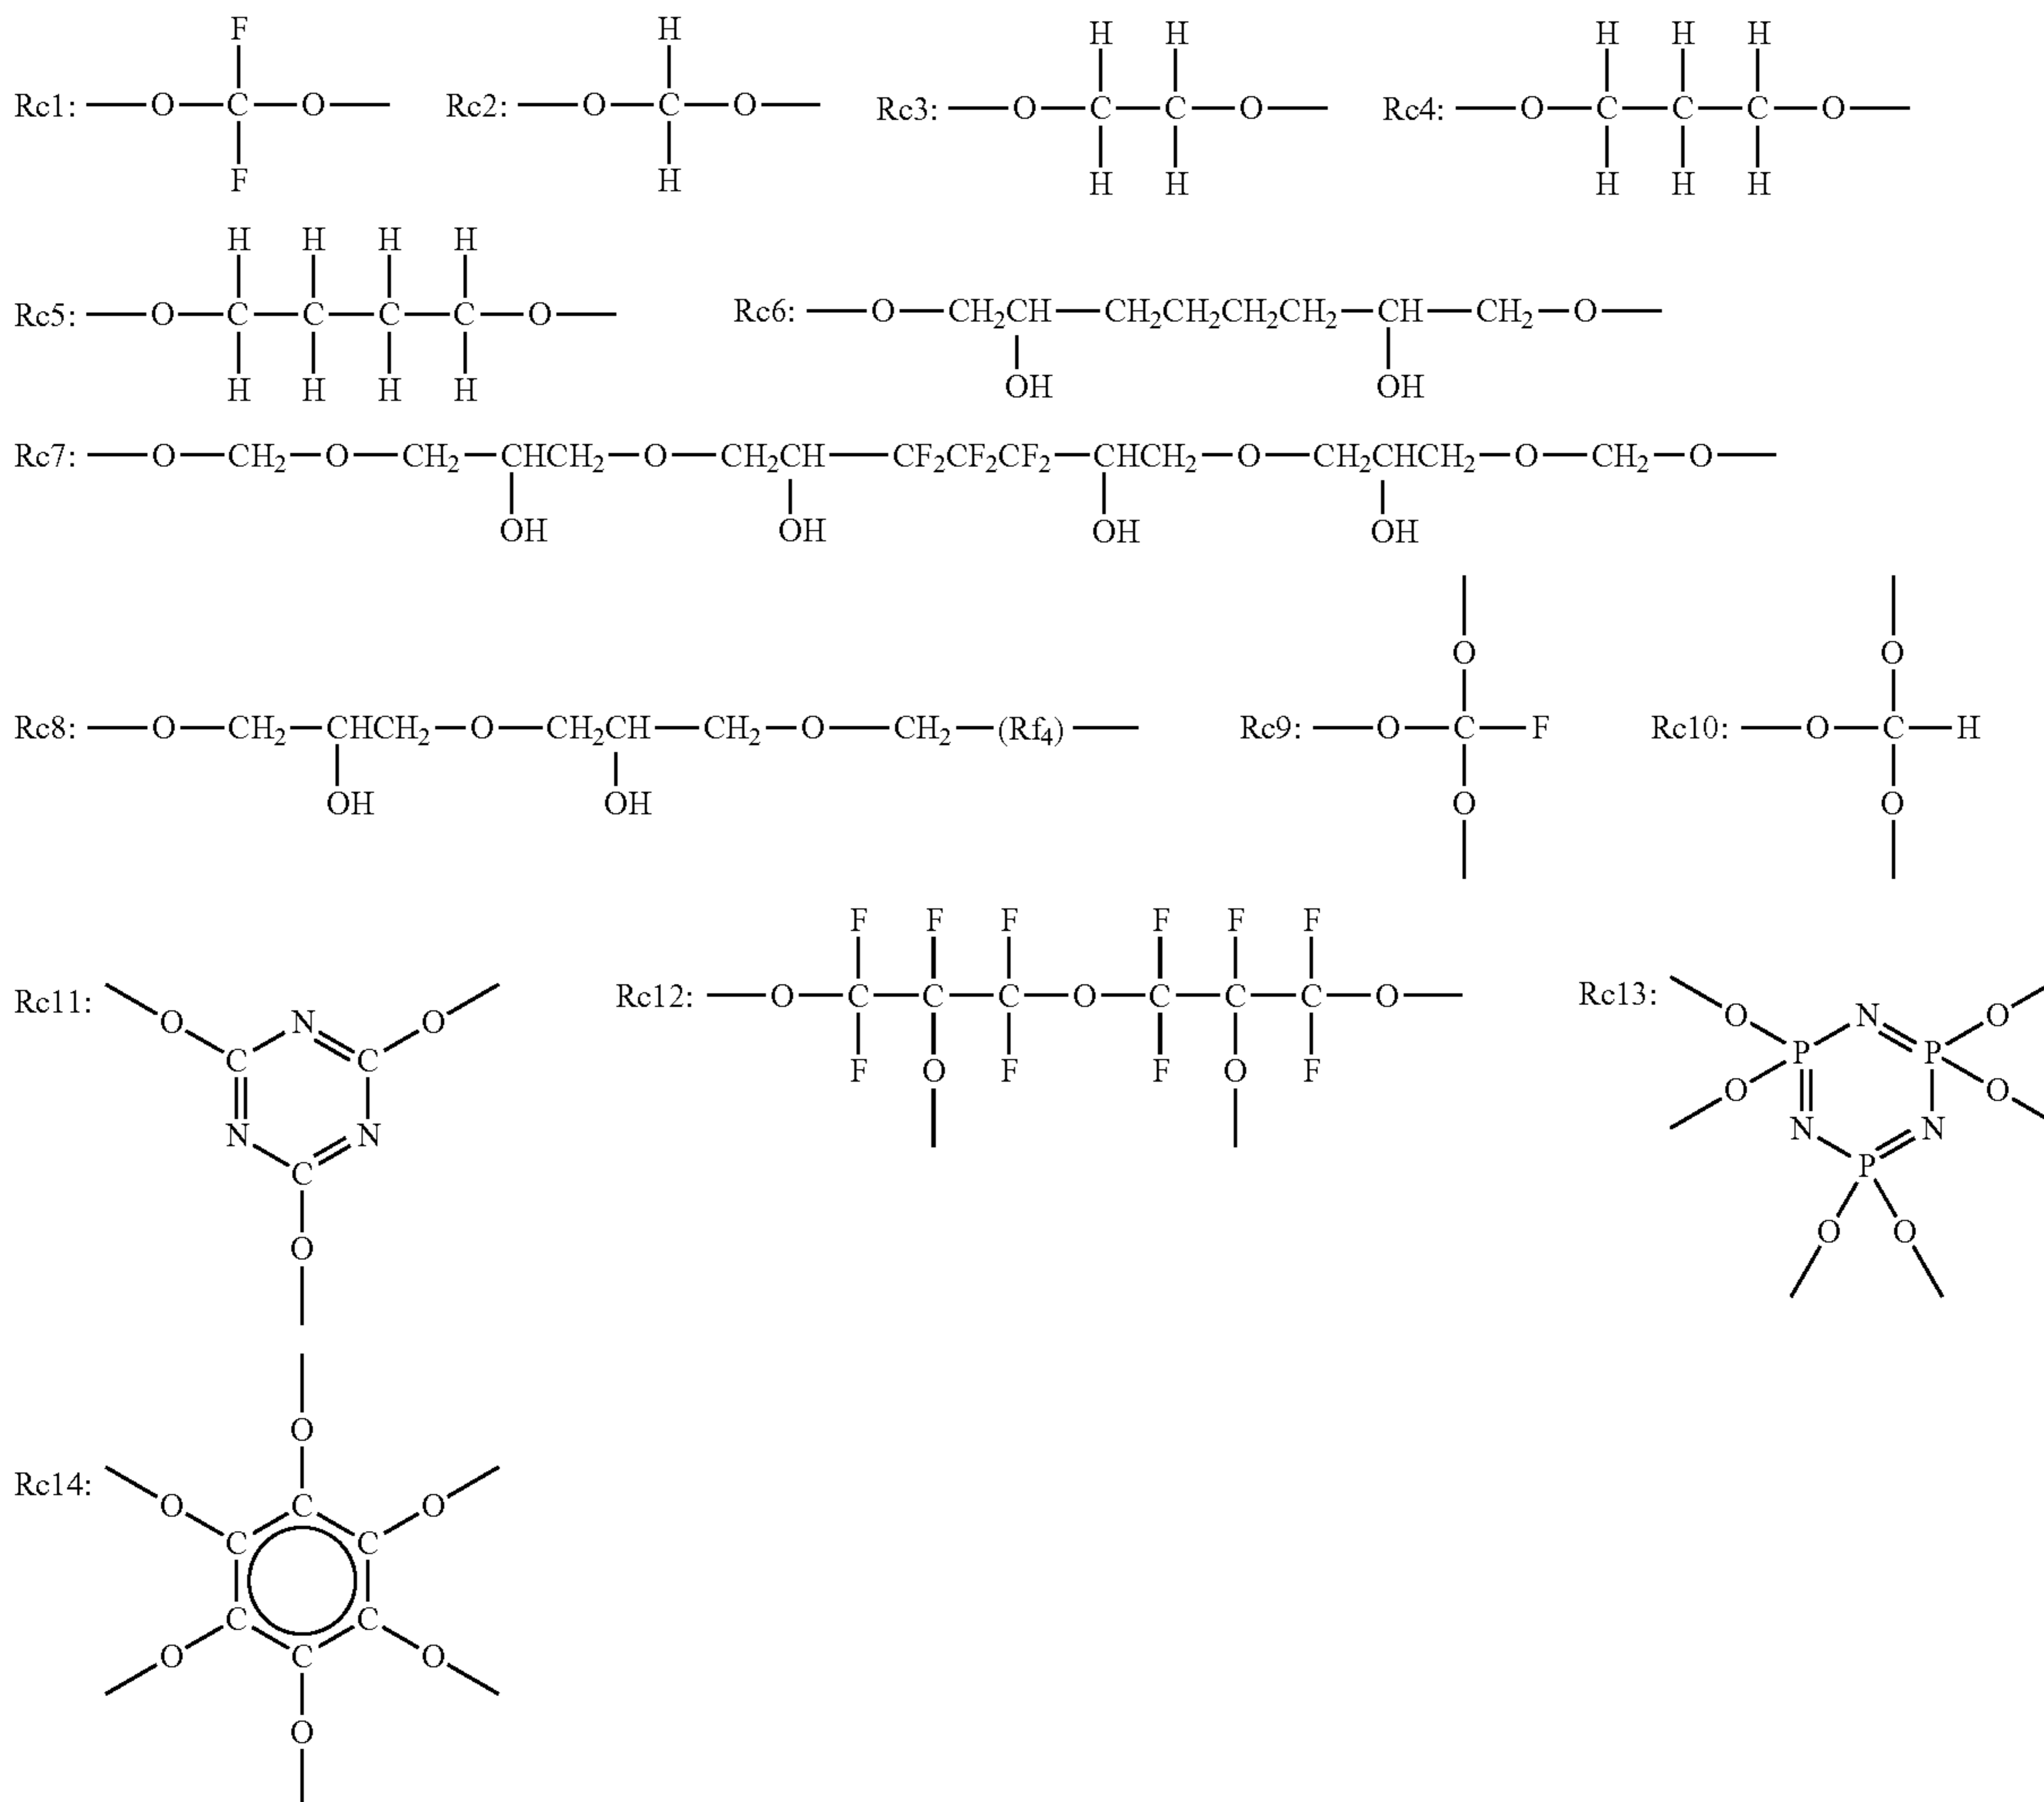 F H H H H H H
Rc1: O C O Rc2: O C O Rc3: O C C O Rc4: O C C C O
F H H H H H H
H H H H
Rc5: O C C C C O Rc6: O CH2CH CH2CH2CH2CH2 CH CH2 O
H H H H OH OH
Rc7: O CH2 O CH2 CHCH2 O CH2CH CF2CF2CF2 CHCH2 O CH2CHCH2 O CH2 O
OH OH OH OH
O O
Rc8: O CH2 CHCH2 O CH2CH CH2 O CH2 (Rf4) Rc9: O C F Rc10: O C H
OH OH O O
F F F F F F
Rc11: O N O Rc12: O C C C O C C C O Rc13: O N O
C C P P
F O F F O F O O
N N N N
C P
O O O
O
Rc14: O C O
C C
C C
O C O
O